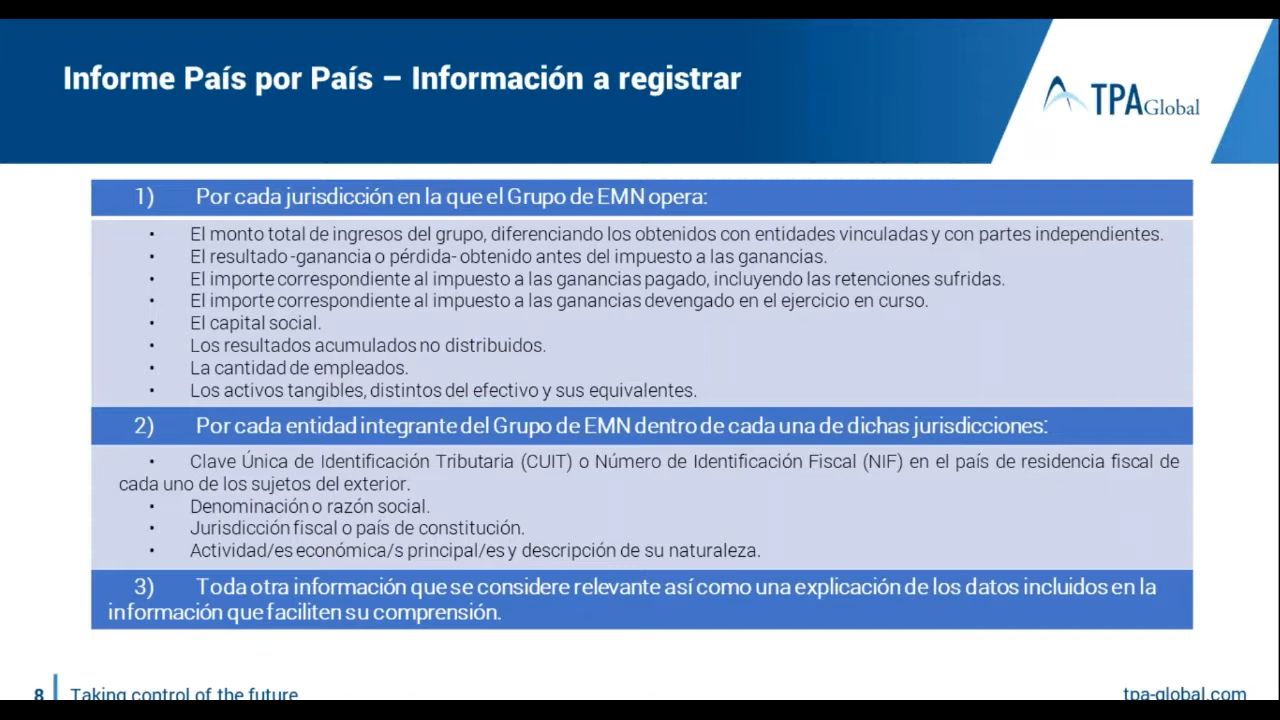 Informe País por País – Información a registrar
TPAGlobal
1) Por cada jurisdicción en la que el Grupo de EMN opera:
• El monto total de ingresos del grupo, diferenciando los obtenidos con entidades vinculadas y con partes independientes.
• El resultado -ganancia o pérdida- obtenido antes del impuesto a las ganancias.
• El importe correspondiente al impuesto a las ganancias pagado, incluyendo las retenciones sufridas.
• El importe correspondiente al impuesto a las ganancias devengado en el ejercicio en curso.
• El capital social.
• Los resultados acumulados no distribuidos.
• La cantidad de empleados.
• Los activos tangibles, distintos del efectivo y sus equivalentes.
2) Por cada entidad integrante del Grupo de EMN dentro de cada una de dichas jurisdicciones:
• Clave Única de Identificación Tributaria (CUIT) o Número de Identificación Fiscal (NIF) en el país de residencia fiscal de
cada uno de los sujetos del exterior.
• Denominación o razón social.
• Jurisdicción fiscal o país de constitución.
• Actividad/es económica/s principal/es y descripción de su naturaleza.
3) Toda otra información que se considere relevante así como una explicación de los datos incluidos en la
información que faciliten su comprensión.
8 Taking control of the future
tpa-global.com